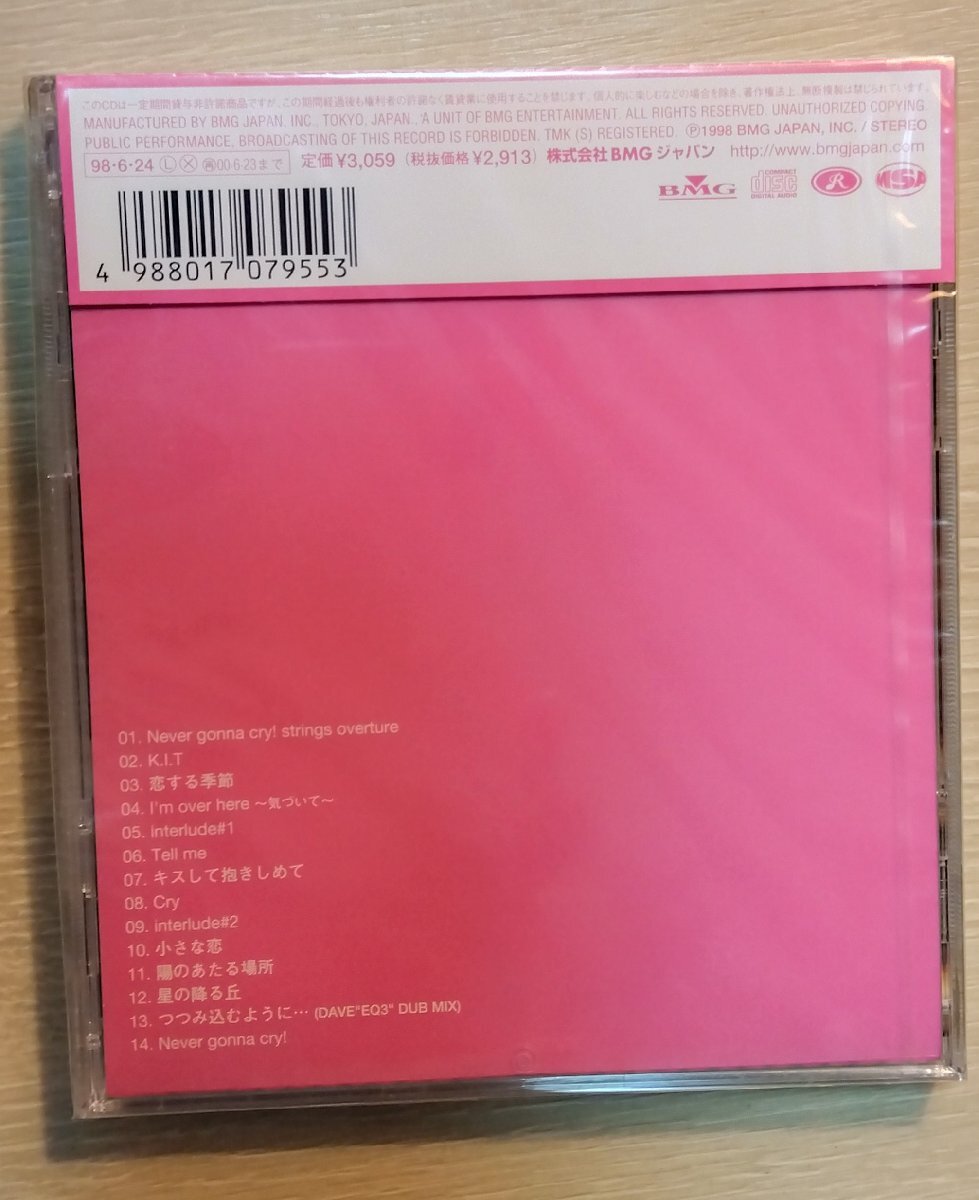 このCDは一定期間貸与非許諾商品ですが、この期間経過後も権利者の許諾なく賃貸業に使用することを禁じます。個人的に楽しむなどの場合を除き、著作権法上、無断複製は禁じられています。
MANUFACTURED BY BMG JAPAN. INC., TOKYO, JAPAN., 'A UNIT OF BMG ENTERTAINMENT. ALL RIGHTS RESERVED. UNAUTHORIZED COPYING.
PUBLIC PERFORMANCE, BROADCASTING OF THIS RECORD IS FORBIDDEN. TMK (S) REGISTERED. Ⓟ1998 BMG JAPAN, INC. / STEREO
98·6·24 Ⓛ Ⓧ 00·6·23まで 定価¥3,059 (税抜価格¥2,913) 株式会社BMGジャパン http://www.bmgjapan.com
BMG COMPACT disc DIGITAL AUDIO R MSA
4 988017 079553
01. Never gonna cry! strings overture
02. K.I.T
03. 恋する季節
04. I'm over here 〜気づいて〜
05. interlude#1
06. Tell me
07. キスして抱きしめて
08. Cry
09. interlude#2
10. 小さな恋
11. 陽のあたる場所
12. 星の降る丘
13. つつみ込むように… (DAVE"EQ3" DUB MIX)
14. Never gonna cry!